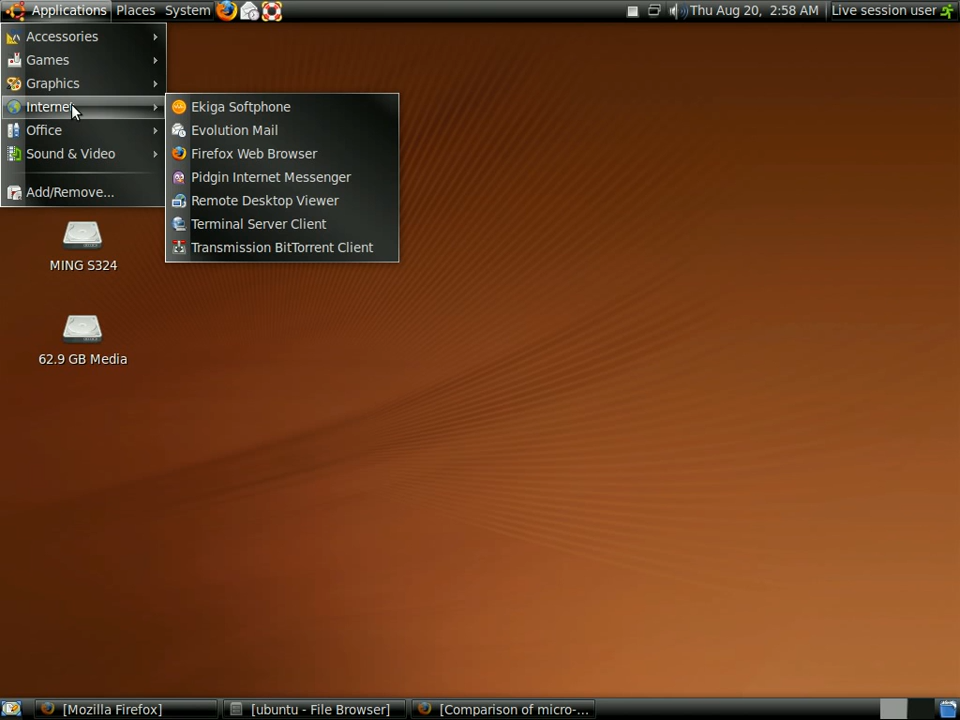 Applications Places System Thu Aug 20, 2:58 AM Live session user
Accessories
Games
Graphics
Internet
Office
Sound & Video
Add/Remove...
Ekiga Softphone
Evolution Mail
Firefox Web Browser
Pidgin Internet Messenger
Remote Desktop Viewer
Terminal Server Client
Transmission BitTorrent Client
MING S324
62.9 GB Media
[Mozilla Firefox] [ubuntu - File Browser] [Comparison of micro-...